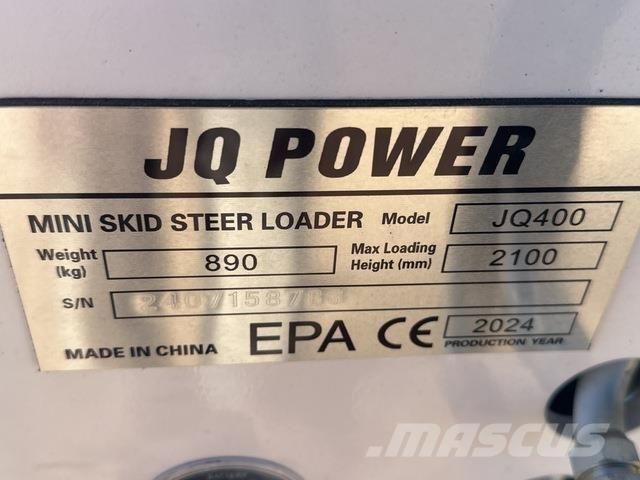 JQ POWER
MINI SKID STEER LOADER Model JQ400
Weight (kg) 890 Max Loading Height (mm) 2100
S/N
MADE IN CHINA EPA CE 2024
PRODUCTION YEAR
MASCUS